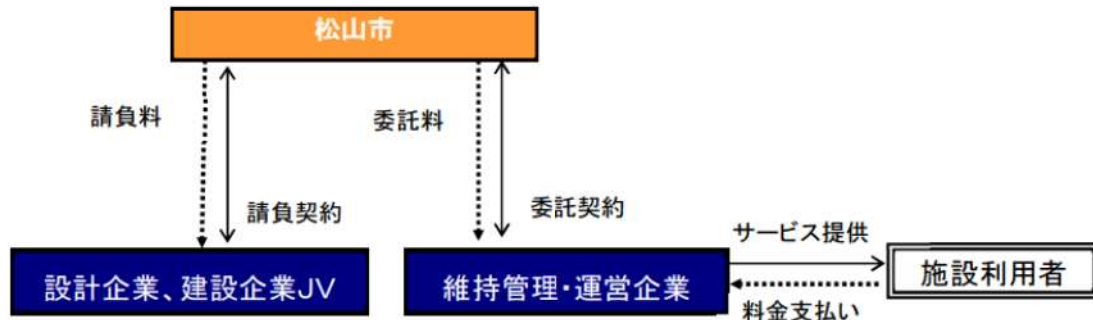 松山市
請負料
委託料
請負契約
委託契約
サービス提供
設計企業、建設企業JV
維持管理・運営企業
施設利用者
料金支払い